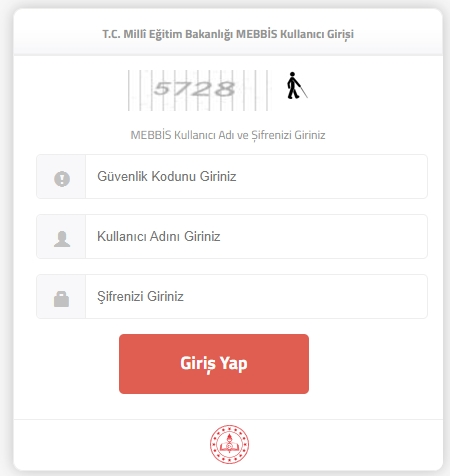 T.C. Millî Eğitim Bakanlığı MEBBİS Kullanıcı Girişi
5728
MEBBİS Kullanıcı Adı ve Şifrenizi Giriniz
Güvenlik Kodunu Giriniz
Kullanıcı Adını Giriniz
Şifrenizi Giriniz
Giriş Yap